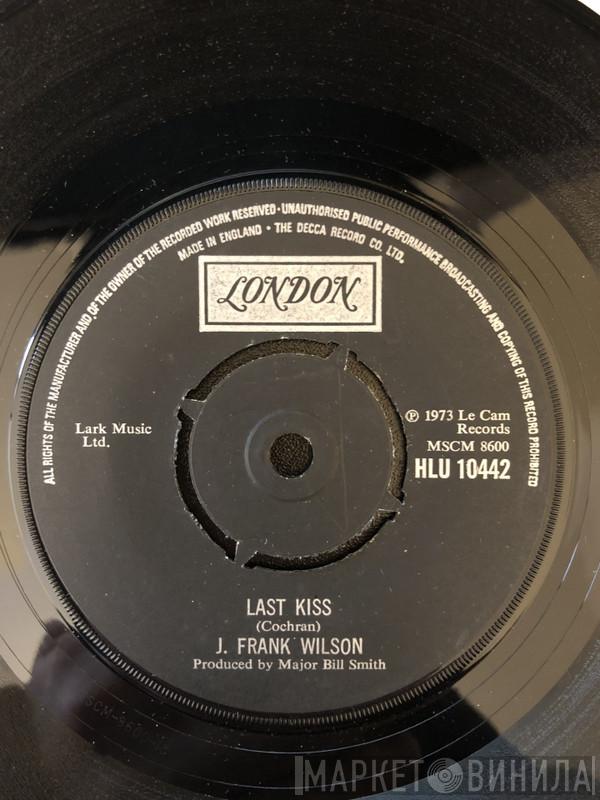 ALL RIGHTS OF THE MANUFACTURER AND OF THE OWNER OF THE RECORDED WORK RESERVED · UNAUTHORISED PUBLIC PERFORMANCE BROADCASTING AND COPYING OF THIS RECORD PROHIBITED
MADE IN ENGLAND · THE DECCA RECORD CO. LTD.
LONDON
Lark Music
Ltd.
℗ 1973 Le Cam
Records
MSCM 8600
HLU 10442
LAST KISS
(Cochran)
J. FRANK WILSON
Produced by Major Bill Smith
МАРКЕТ ВИНИЛА